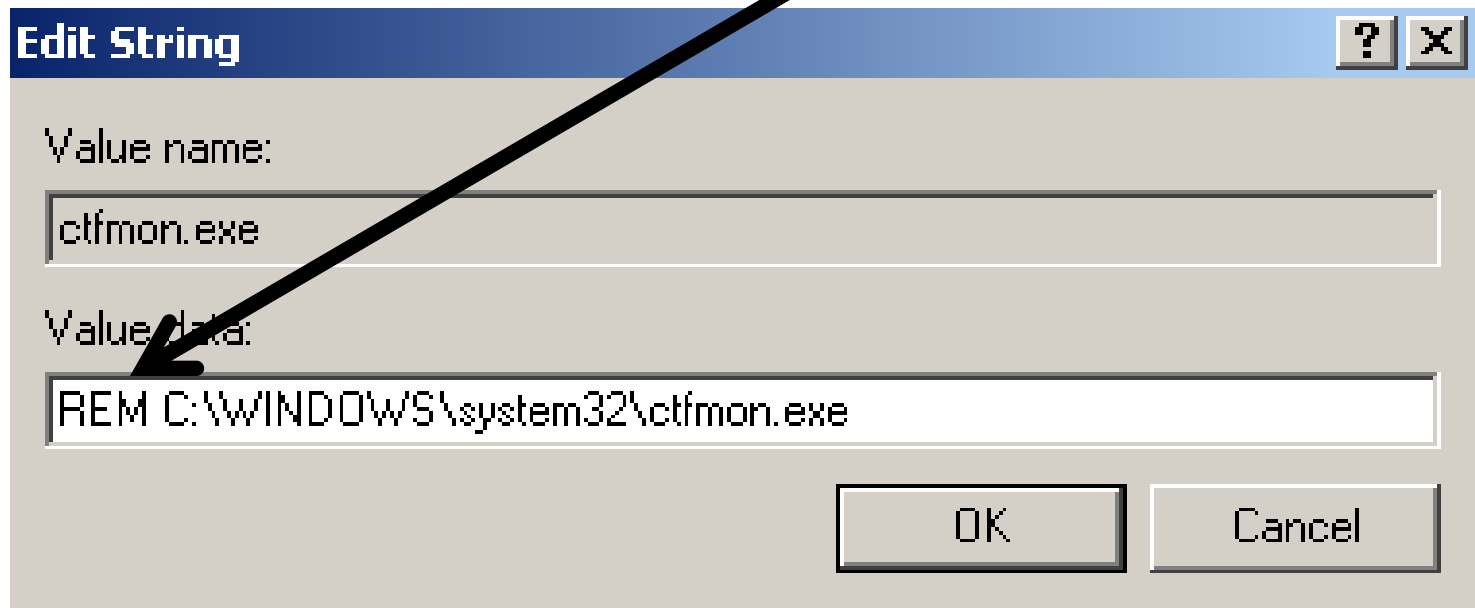 Edit String
Value name:
ctfmon.exe
Value data:
REM C:\WINDOWS\system32\ctfmon.exe
OK Cancel